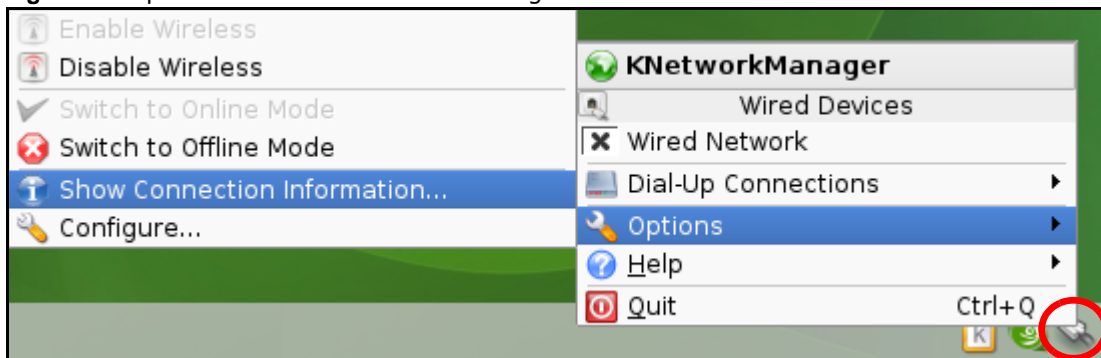 Enable Wireless
Disable Wireless
Switch to Online Mode
Switch to Offline Mode
Show Connection Information...
Configure...
KNetworkManager
Wired Devices
Wired Network
Dial-Up Connections
Options
Help
Quit Ctrl+Q
K